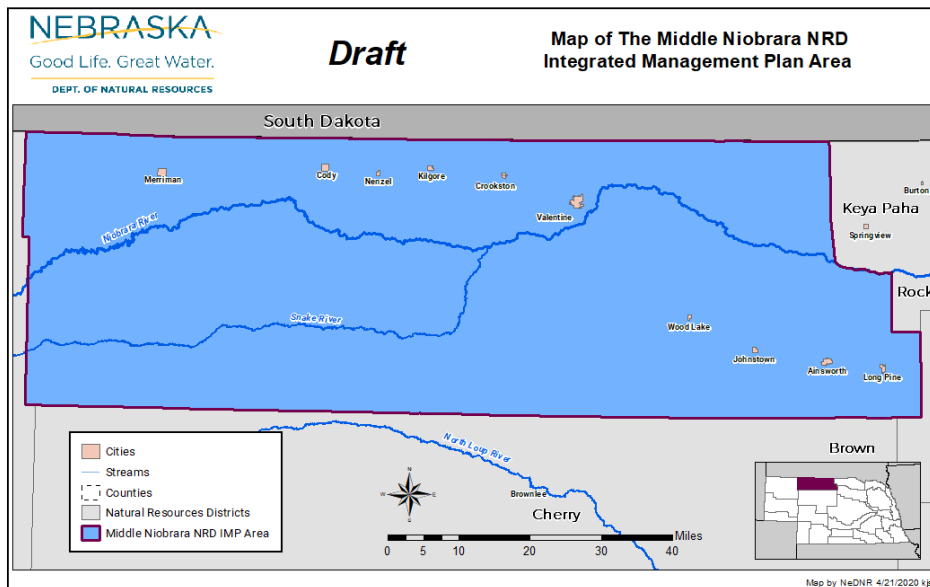 NEBRASKA
Good Life. Great Water.
DEPT. OF NATURAL RESOURCES
Draft
Map of The Middle Niobrara NRD
Integrated Management Plan Area
South Dakota
Merriman
Cody
Nenzel
Kilgore
Crookston
Valentine
Burton
Keya Paha
Springview
Niobrara River
Rock
Snake River
Wood Lake
Johnstown
Ainsworth
Long Pine
North Loup River
Brown
Brownlee
Cherry
Cities
Streams
Counties
Natural Resources Districts
Middle Niobrara NRD IMP Area
N
W
E
S
Miles
0 5 10 20 30 40
Map by NeDNR 4/21/2020 kjs